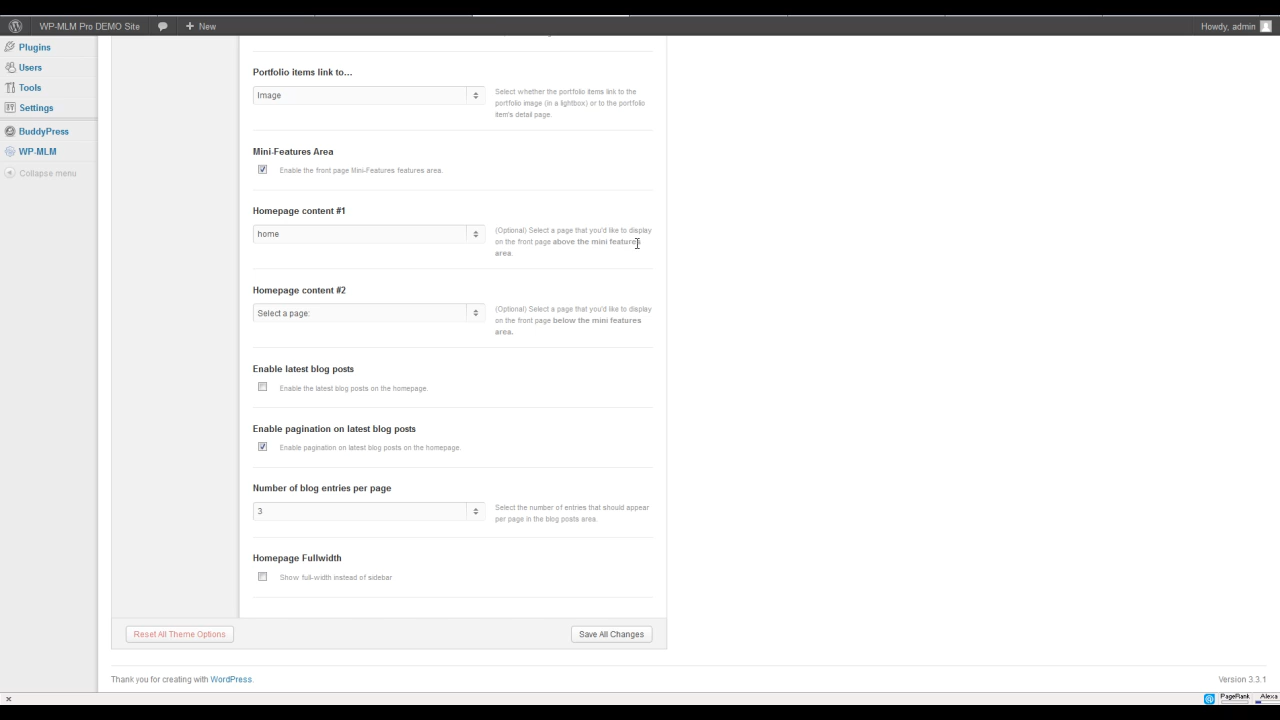 WP-MLM Pro DEMO Site
New
Howdy, admin
Plugins
Users
Tools
Settings
BuddyPress
WP-MLM
Collapse menu
Portfolio items link to...
Image
Select whether the portfolio items link to the
portfolio image (in a lightbox) or to the portfolio
item's detail page.
Mini-Features Area
Enable the front page Mini-Features features area.
Homepage content #1
home
(Optional) Select a page that you'd like to display
on the front page above the mini features
area.
Homepage content #2
Select a page:
(Optional) Select a page that you'd like to display
on the front page below the mini features
area.
Enable latest blog posts
Enable the latest blog posts on the homepage.
Enable pagination on latest blog posts
Enable pagination on latest blog posts on the homepage.
Number of blog entries per page
3
Select the number of entries that should appear
per page in the blog posts area.
Homepage Fullwidth
Show full-width instead of sidebar
Reset All Theme Options
Save All Changes
Thank you for creating with WordPress.
Version 3.3.1
PageRank
Alexa